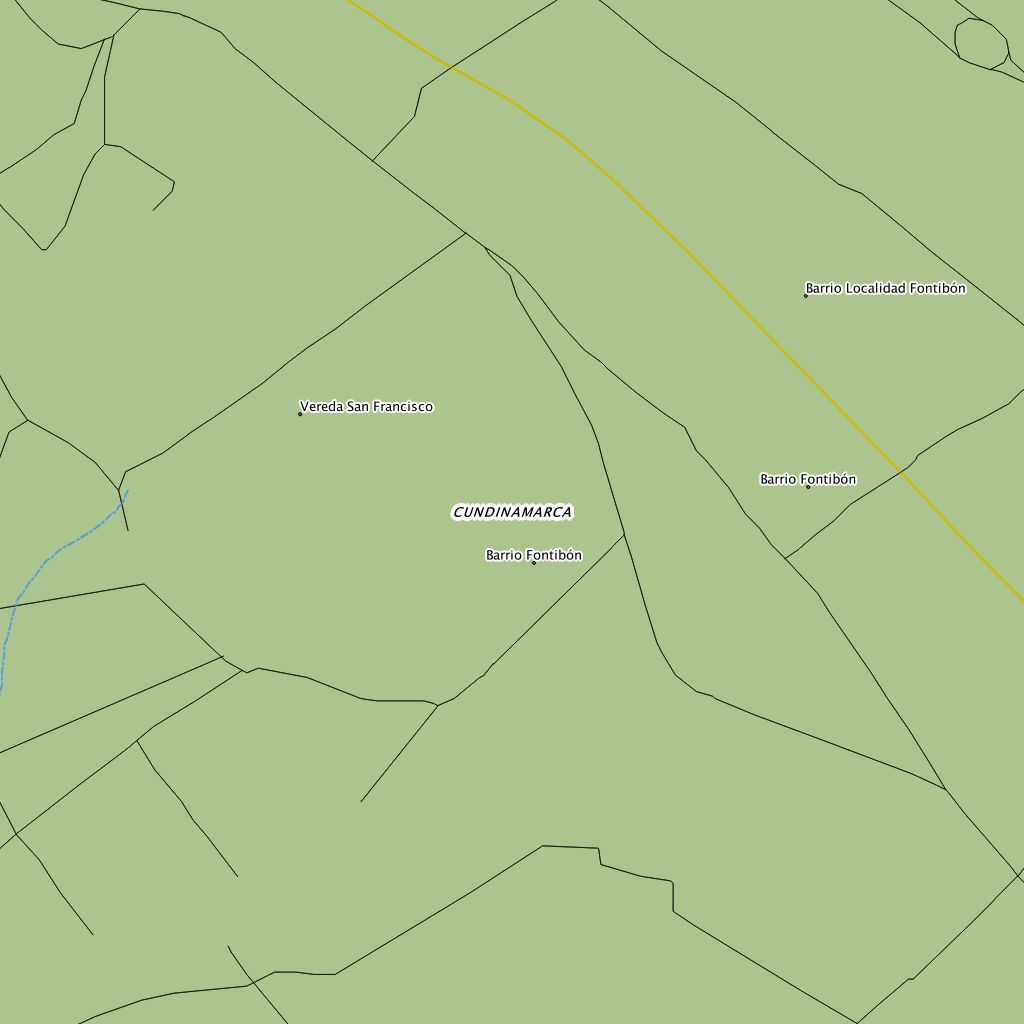 Barrio Localidad Fontibón
Vereda San Francisco
Barrio Fontibón
CUNDINAMARCA
Barrio Fontibón